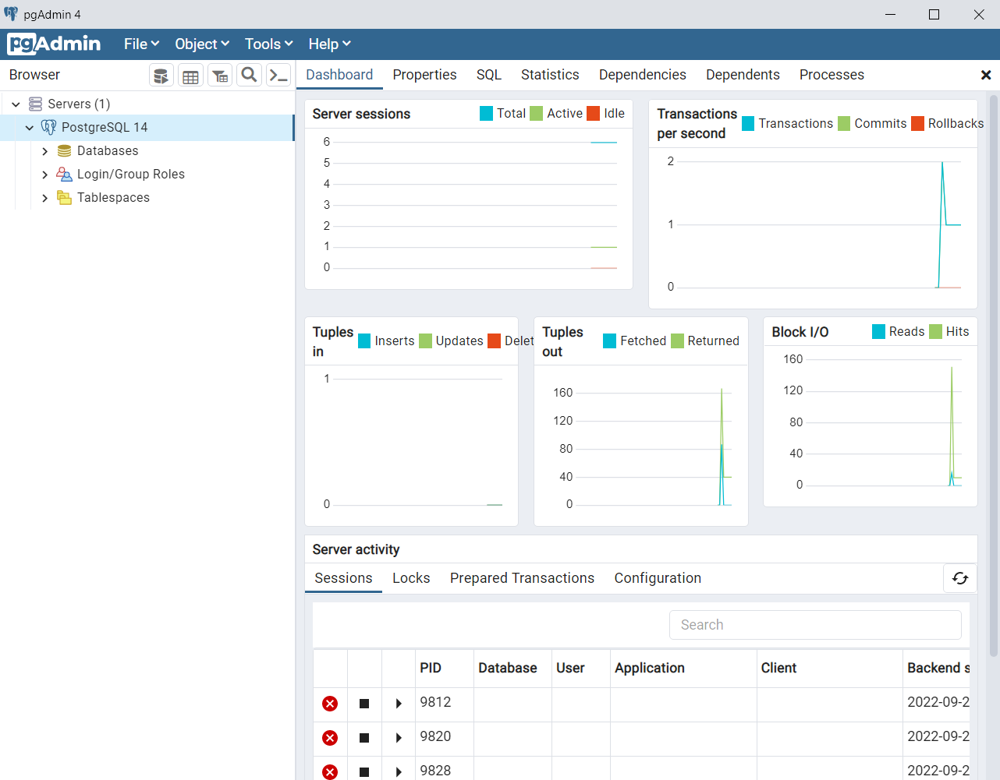 pgAdmin 4
pgAdmin File Object Tools Help
Browser
Dashboard Properties SQL Statistics Dependencies Dependents Processes
Servers (1)
PostgreSQL 14
Databases
Login/Group Roles
Tablespaces
Server sessions
Total Active Idle
6
5
4
3
2
1
0
Transactions
per second
Transactions Commits Rollbacks
2
1
0
Tuples
in
Inserts Updates Delet
1
0
Tuples
out
Fetched Returned
160
120
80
40
0
Block I/O
Reads Hits
160
120
80
40
0
Server activity
Sessions Locks Prepared Transactions Configuration
Search
PID Database User Application Client Backend s
9812 2022-09-2
9820 2022-09-2
9828 2022-09-2